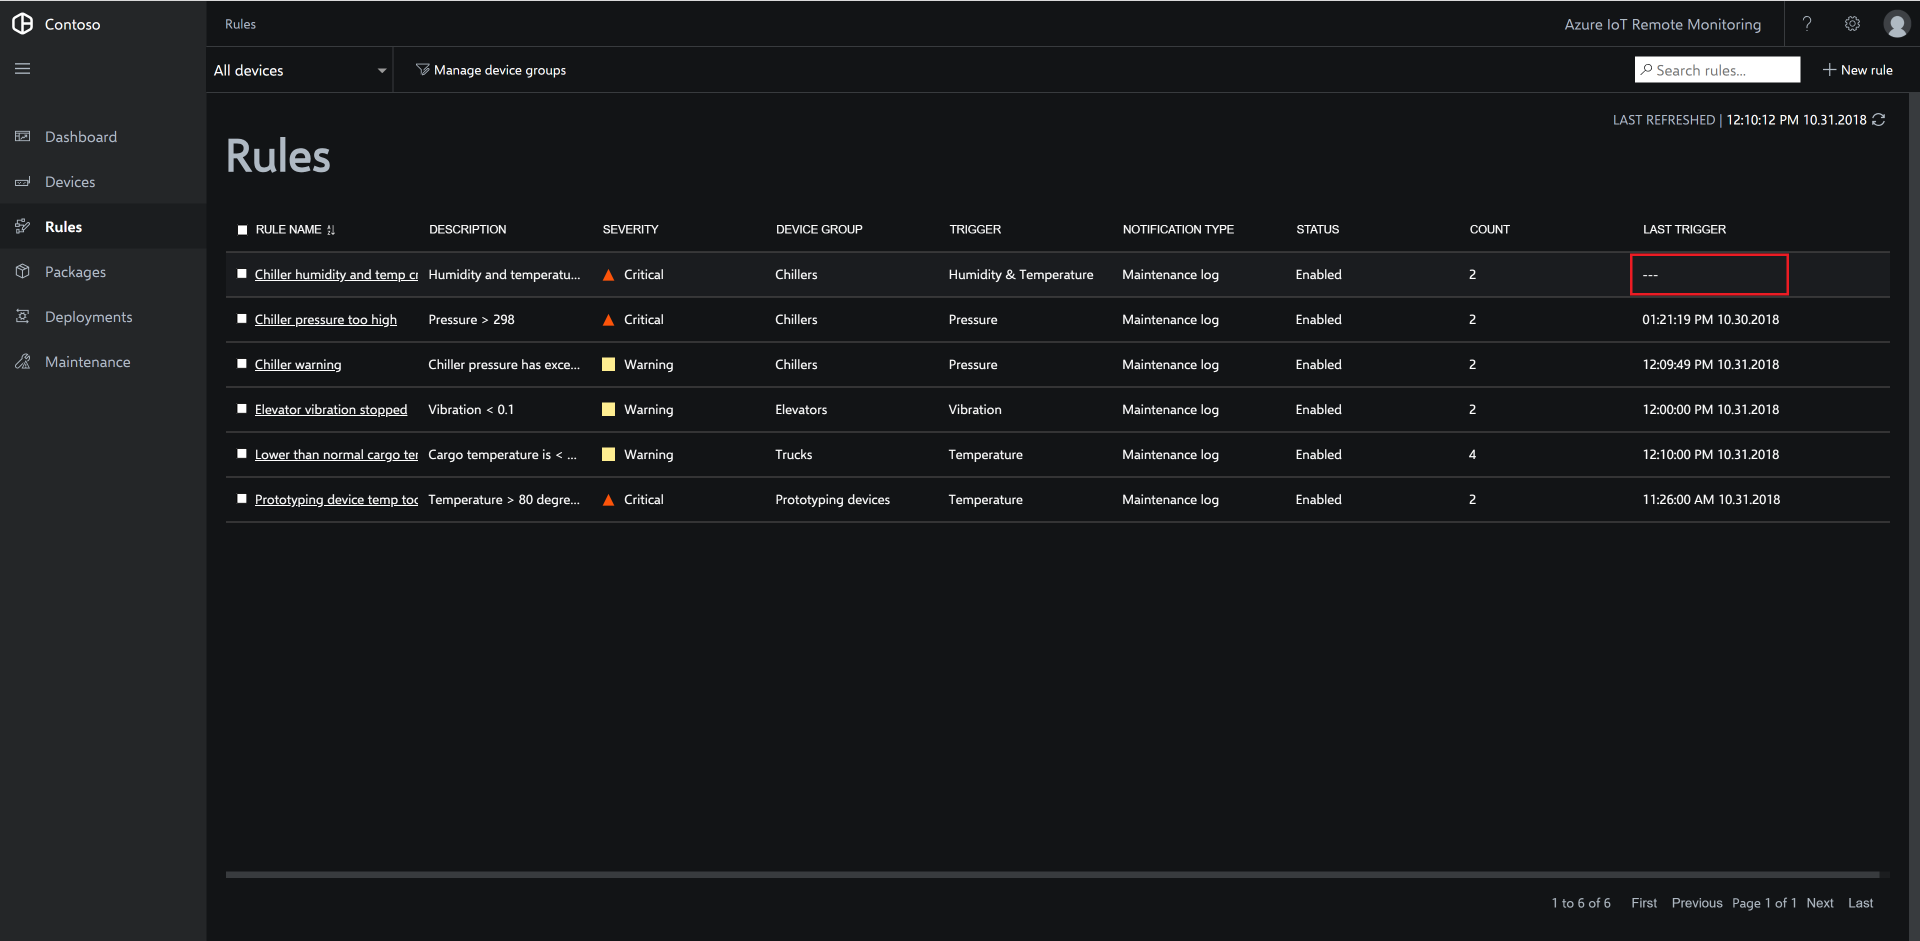 Contoso
Rules
Azure IoT Remote Monitoring
?
All devices
Manage device groups
Search rules...
New rule
Dashboard
Devices
Rules
Packages
Deployments
Maintenance
LAST REFRESHED | 12:10:12 PM 10.31.2018
Rules
RULE NAME DESCRIPTION SEVERITY DEVICE GROUP TRIGGER NOTIFICATION TYPE STATUS COUNT LAST TRIGGER
Chiller humidity and temp cr Humidity and temperatu... Critical Chillers Humidity & Temperature Maintenance log Enabled 2 ---
Chiller pressure too high Pressure > 298 Critical Chillers Pressure Maintenance log Enabled 2 01:21:19 PM 10.30.2018
Chiller warning Chiller pressure has exce... Warning Chillers Pressure Maintenance log Enabled 2 12:09:49 PM 10.31.2018
Elevator vibration stopped Vibration < 0.1 Warning Elevators Vibration Maintenance log Enabled 2 12:00:00 PM 10.31.2018
Lower than normal cargo ter Cargo temperature is < ... Warning Trucks Temperature Maintenance log Enabled 4 12:10:00 PM 10.31.2018
Prototyping device temp too Temperature > 80 degre... Critical Prototyping devices Temperature Maintenance log Enabled 2 11:26:00 AM 10.31.2018
1 to 6 of 6 First Previous Page 1 of 1 Next Last